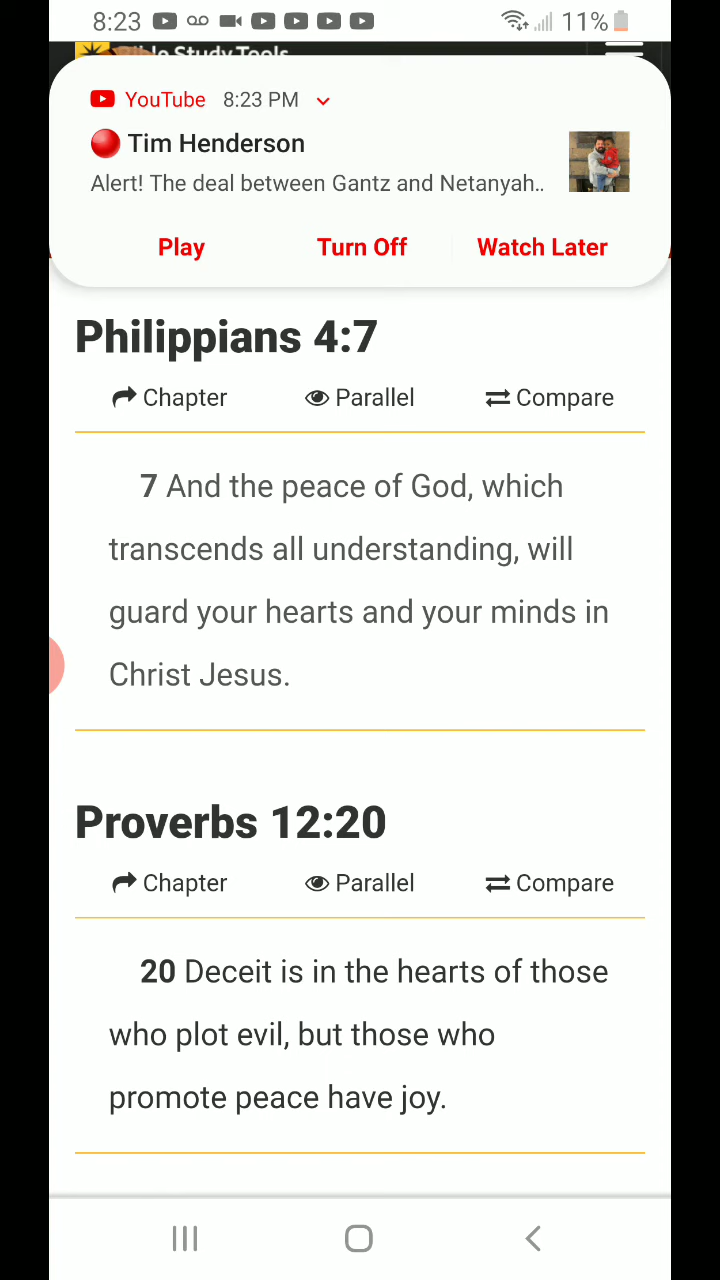 8:23 11%
Bible Study Tools
YouTube 8:23 PM
Tim Henderson
Alert! The deal between Gantz and Netanyah..
Play Turn Off Watch Later
Philippians 4:7
Chapter Parallel Compare
7 And the peace of God, which
transcends all understanding, will
guard your hearts and your minds in
Christ Jesus.
Proverbs 12:20
Chapter Parallel Compare
20 Deceit is in the hearts of those
who plot evil, but those who
promote peace have joy.